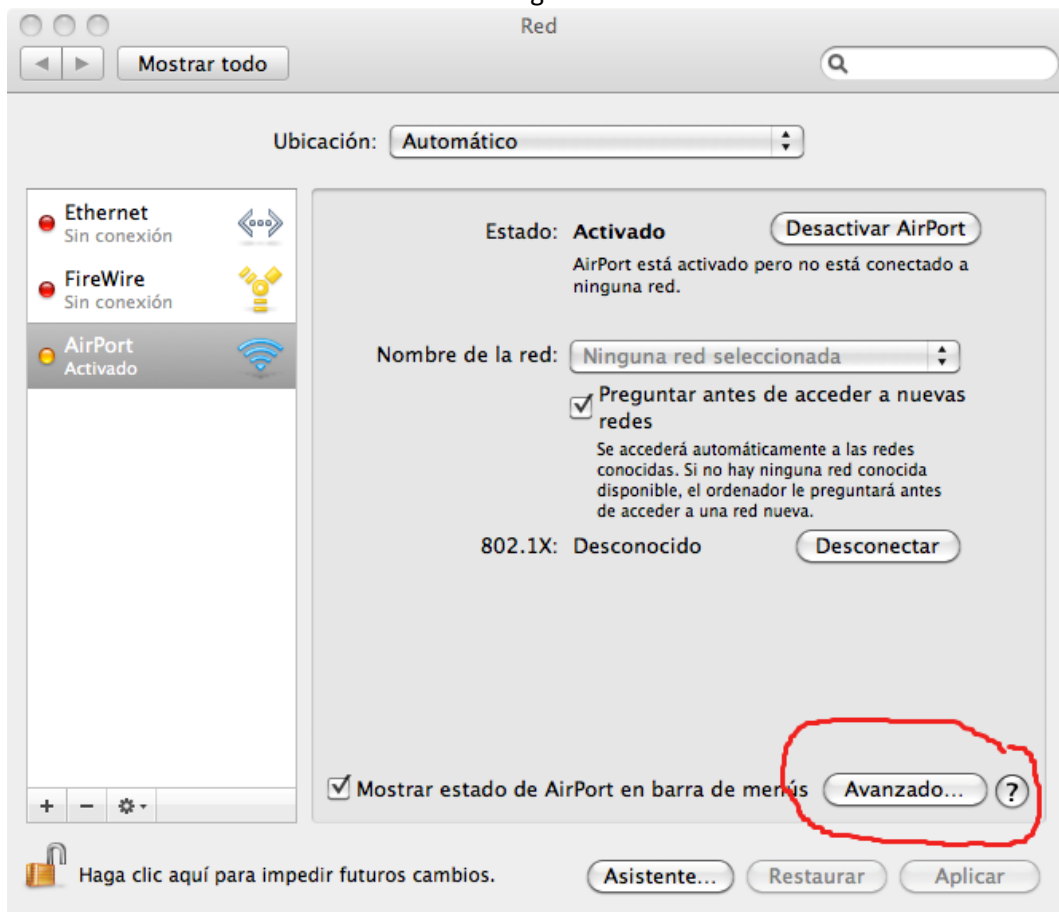 Red
Mostrar todo
Ubicación: Automático
Ethernet
Sin conexión
FireWire
Sin conexión
AirPort
Activado
Estado: Activado
Desactivar AirPort
AirPort está activado pero no está conectado a
ninguna red.
Nombre de la red: Ninguna red seleccionada
Preguntar antes de acceder a nuevas
redes
Se accederá automáticamente a las redes
conocidas. Si no hay ninguna red conocida
disponible, el ordenador le preguntará antes
de acceder a una red nueva.
802.1X: Desconocido
Desconectar
Mostrar estado de AirPort en barra de menús
Avanzado...
?
Haga clic aquí para impedir futuros cambios.
Asistente...
Restaurar
Aplicar